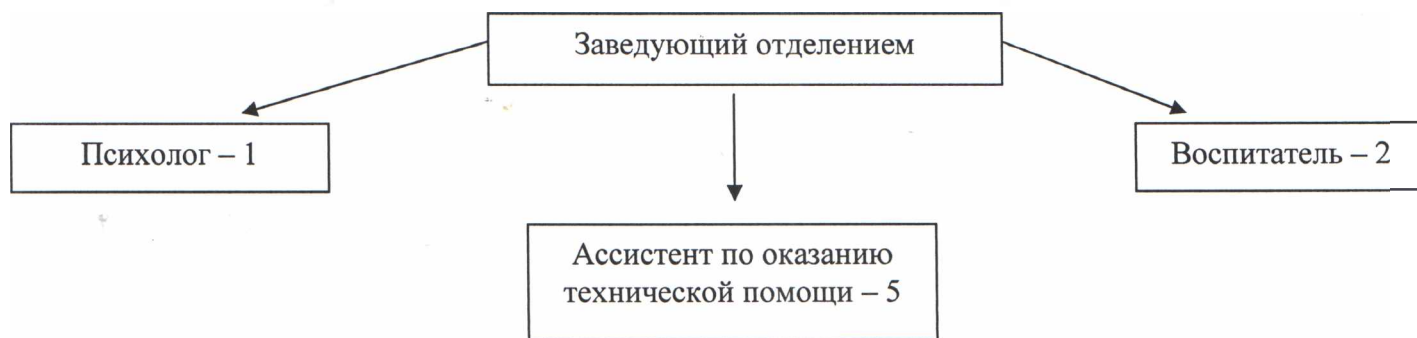 Заведующий отделением
Психолог – 1
Воспитатель – 2
Ассистент по оказанию
технической помощи – 5